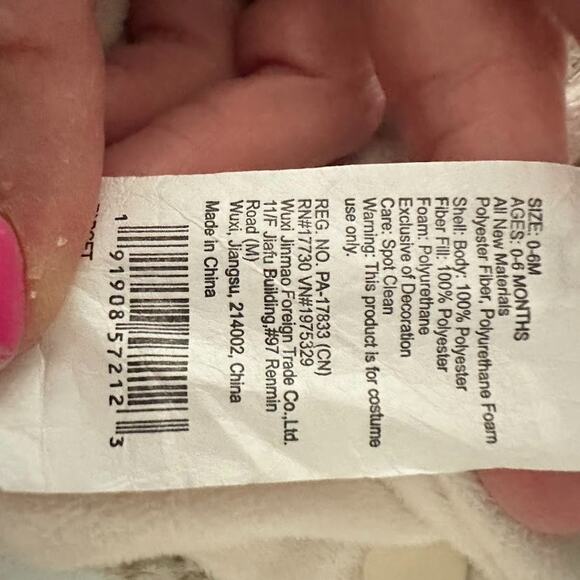 SIZE: 0-6M
AGES: 0-6 MONTHS
All New Materials
Polyester Fiber, Polyurethane Foam
Shell: Body: 100% Polyester
Fiber Fill: 100% Polyester
Foam: Polyurethane
Exclusive of Decoration
Care: Spot Clean
Warning: This product is for costume
use only.
REG. NO. PA-17833 (CN)
RN#17730 VN#1975329
Wuxi Jinmao Foreign Trade Co.,Ltd.
11/F Jiafu Building,#97 Renmin
Road (M)
Wuxi, Jiangsu, 214002, China
Made in China
1 91908 57212 3